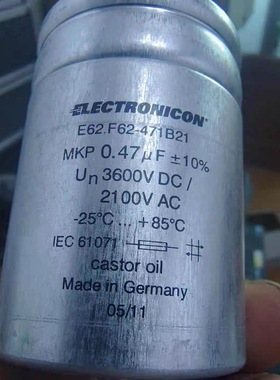 ELECTRONICON
E62.F62-471B21
MKP 0.47µF ±10%
Un 3600V DC /
2100V AC
-25°C ... +85°C
IEC 61071
castor oil
Made in Germany
05/11